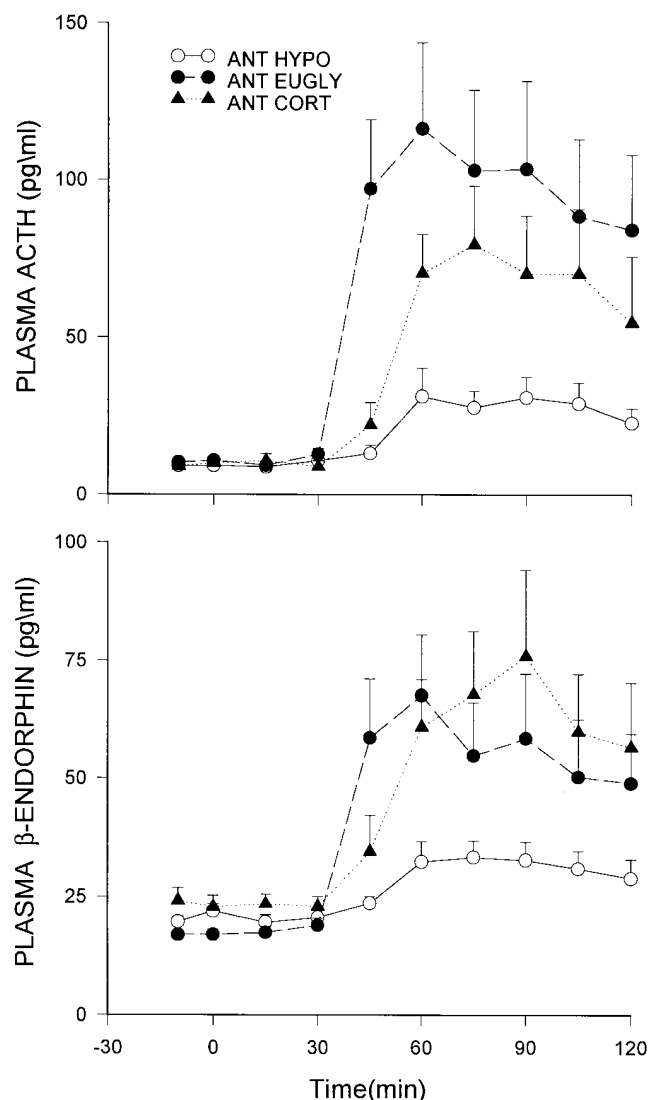 150
ANT HYPO
ANT EUGLY
ANT CORT
100
50
0
PLASMA ACTH (pg\ml)
100
75
50
25
0
PLASMA β-ENDORPHIN (pg\ml)
-30 0 30 60 90 120
Time(min)